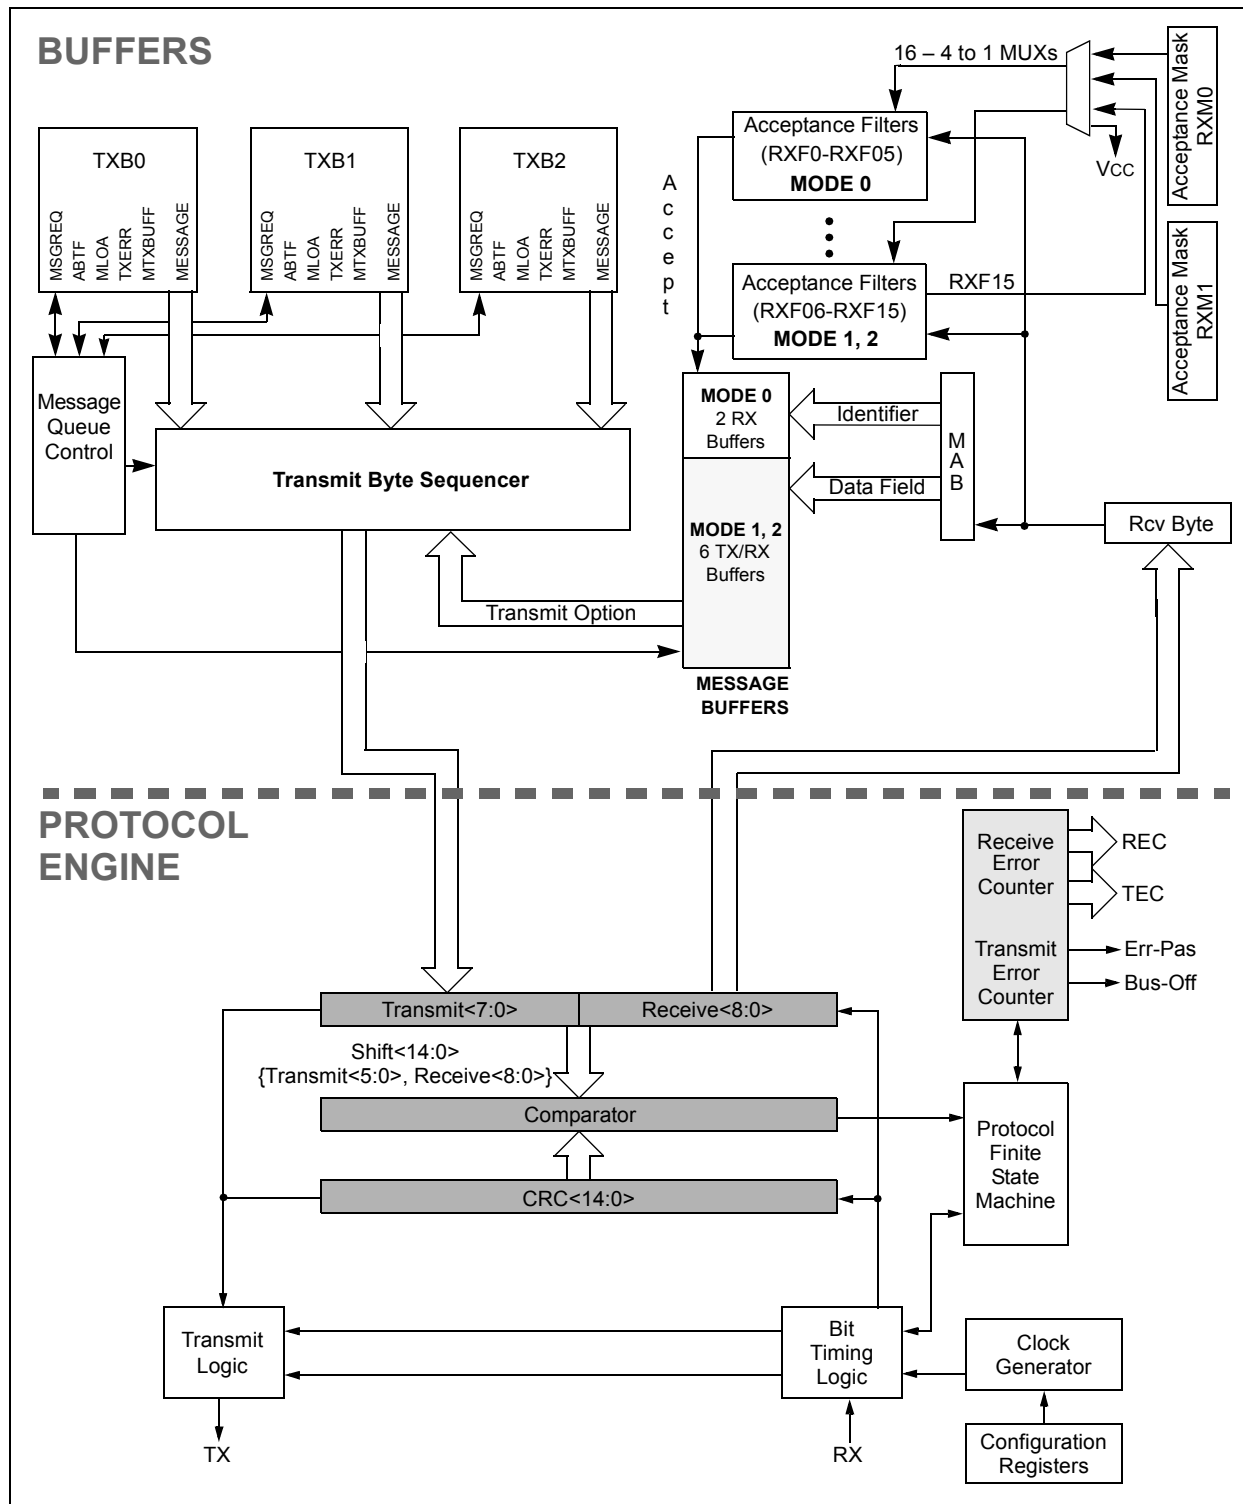 BUFFERS
16 – 4 to 1 MUXs
Acceptance Mask
RXM0
VCC
Acceptance Filters
(RXF0-RXF05)
MODE 0
Accept
Acceptance Filters
(RXF06-RXF15)
MODE 1, 2
RXF15
Acceptance Mask
RXM1
TXB0
MSGREQ
ABTF
MLOA
TXERR
MTXBUFF
MESSAGE
TXB1
MSGREQ
ABTF
MLOA
TXERR
MTXBUFF
MESSAGE
TXB2
MSGREQ
ABTF
MLOA
TXERR
MTXBUFF
MESSAGE
Message
Queue
Control
Transmit Byte Sequencer
MODE 0
2 RX
Buffers
Identifier
Data Field
MAB
Rcv Byte
MODE 1, 2
6 TX/RX
Buffers
Transmit Option
MESSAGE
BUFFERS
PROTOCOL
ENGINE
Receive
Error
Counter
REC
TEC
Transmit
Error
Counter
Err-Pas
Bus-Off
Transmit<7:0>
Receive<8:0>
Shift<14:0>
{Transmit<5:0>, Receive<8:0>}
Comparator
CRC<14:0>
Protocol
Finite
State
Machine
Transmit
Logic
Bit
Timing
Logic
Clock
Generator
TX
RX
Configuration
Registers